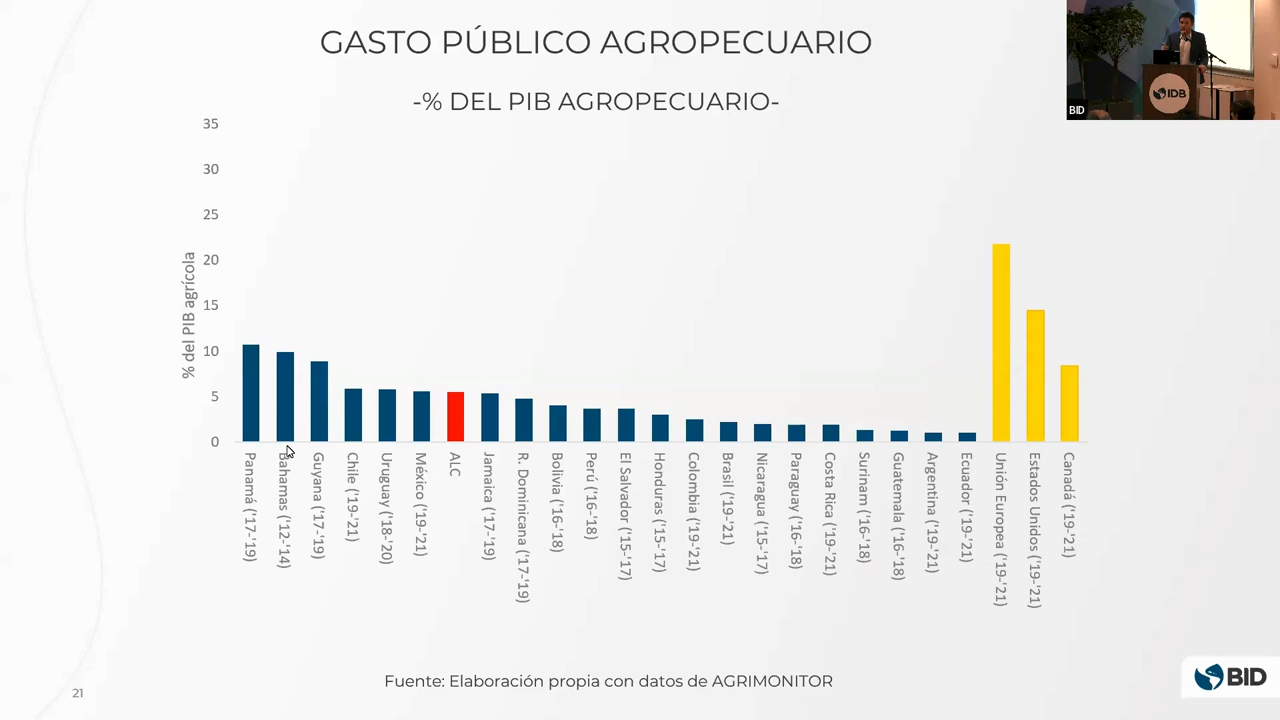 GASTO PÚBLICO AGROPECUARIO
-% DEL PIB AGROPECUARIO-
IDB
BID
35
30
25
20
15
10
5
0
% del PIB agrícola
Panamá ('17-'19)
Bahamas ('12-'14)
Guyana ('17-'19)
Chile ('19-'21)
Uruguay ('18-'20)
México ('19-'21)
ALC
Jamaica ('17-'19)
R. Dominicana ('17-'19)
Bolivia ('16-'18)
Perú ('16-'18)
El Salvador ('15-'17)
Honduras ('15-'17)
Colombia ('19-'21)
Brasil ('19-'21)
Nicaragua ('15-'17)
Paraguay ('16-'18)
Costa Rica ('19-'21)
Surinam ('16-'18)
Guatemala ('16-'18)
Argentina ('19-'21)
Ecuador ('19-'21)
Unión Europea ('19-'21)
Estados Unidos ('19-'21)
Canadá ('19-'21)
Fuente: Elaboración propia con datos de AGRIMONITOR
21
BID